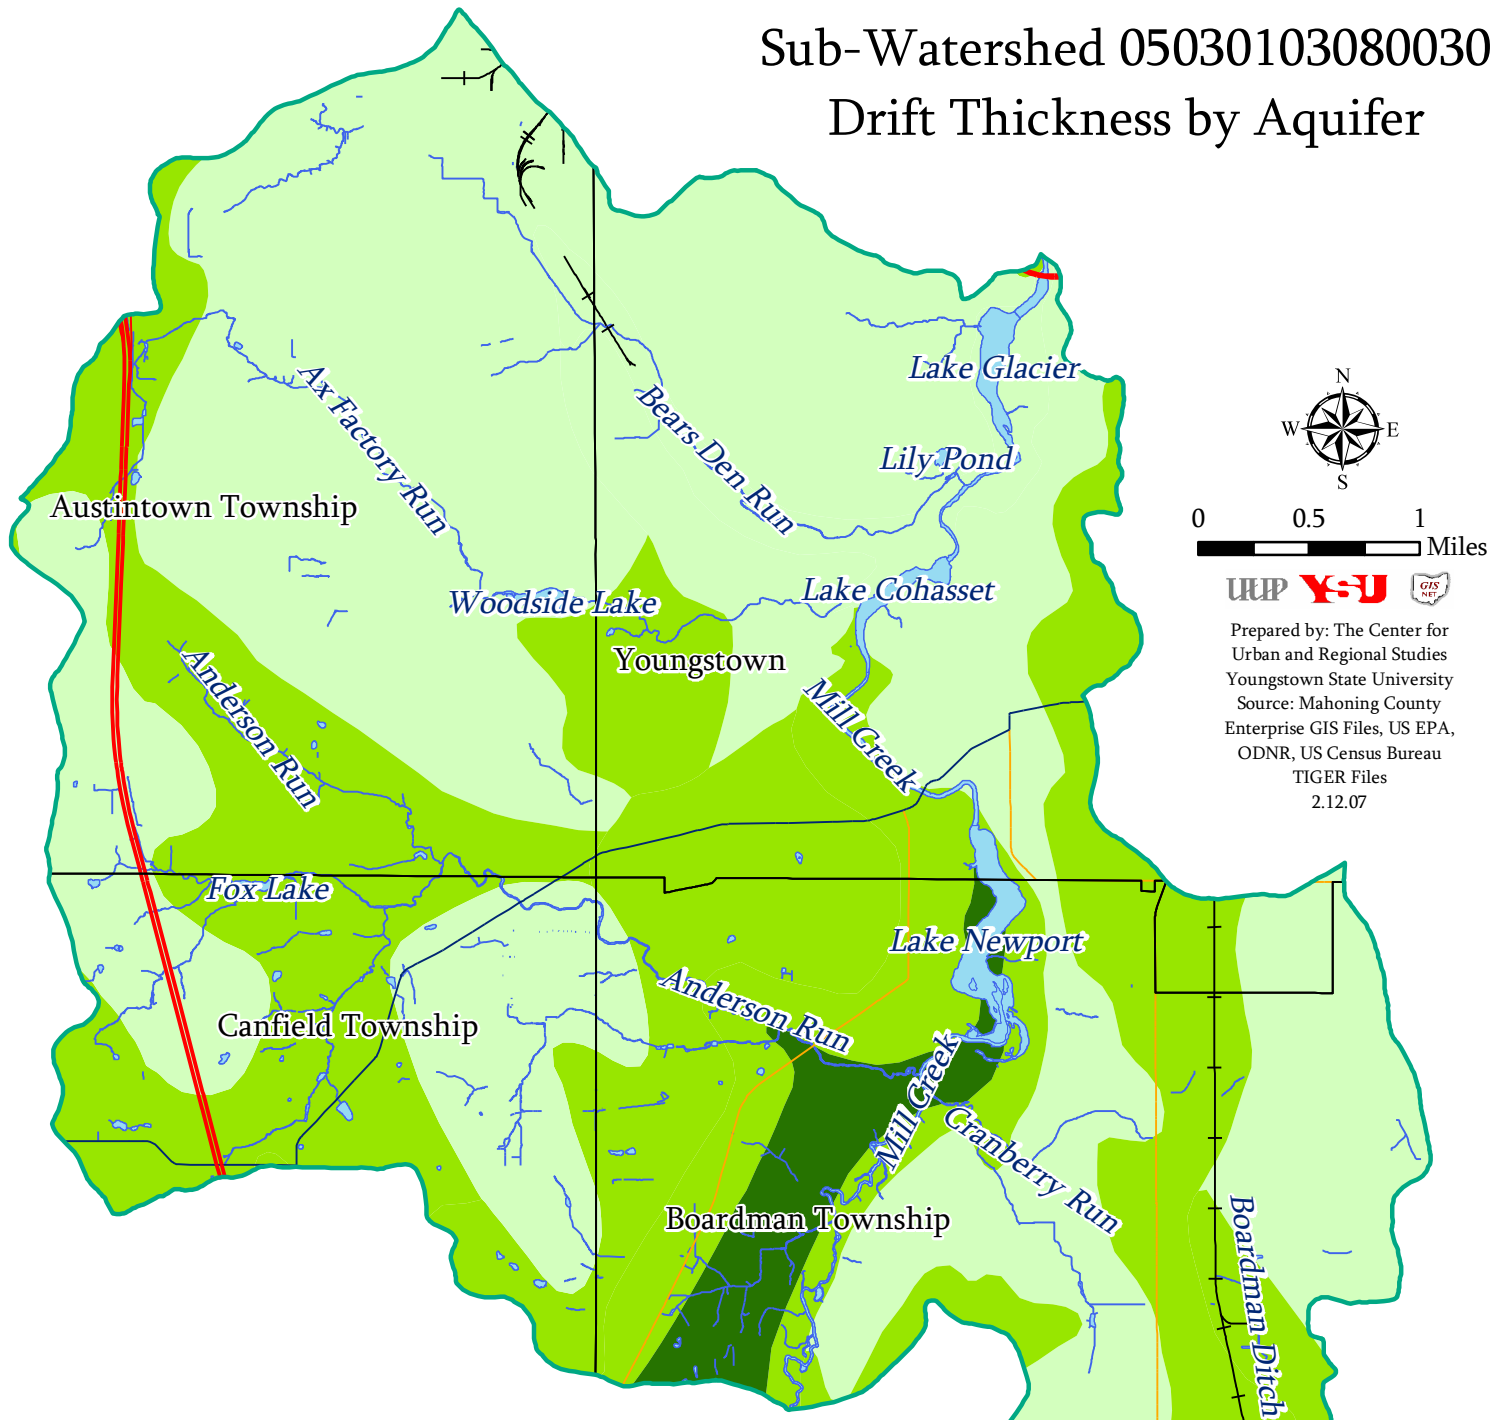 Sub-Watershed 05030103080030
Drift Thickness by Aquifer
Lake Glacier
Ax Factory Run
Bears Den Run
Lily Pond
Austintown Township
Woodside Lake
Lake Cohasset
Youngstown
Anderson Run
Mill Creek
Fox Lake
Lake Newport
Anderson Run
Canfield Township
Mill Creek
Cranberry Run
Boardman Township
Boardman Ditch
N
W
E
S
0
0.5
1
Miles
YSU
GIS
NET
Prepared by: The Center for
Urban and Regional Studies
Youngstown State University
Source: Mahoning County
Enterprise GIS Files, US EPA,
ODNR, US Census Bureau
TIGER Files
2.12.07